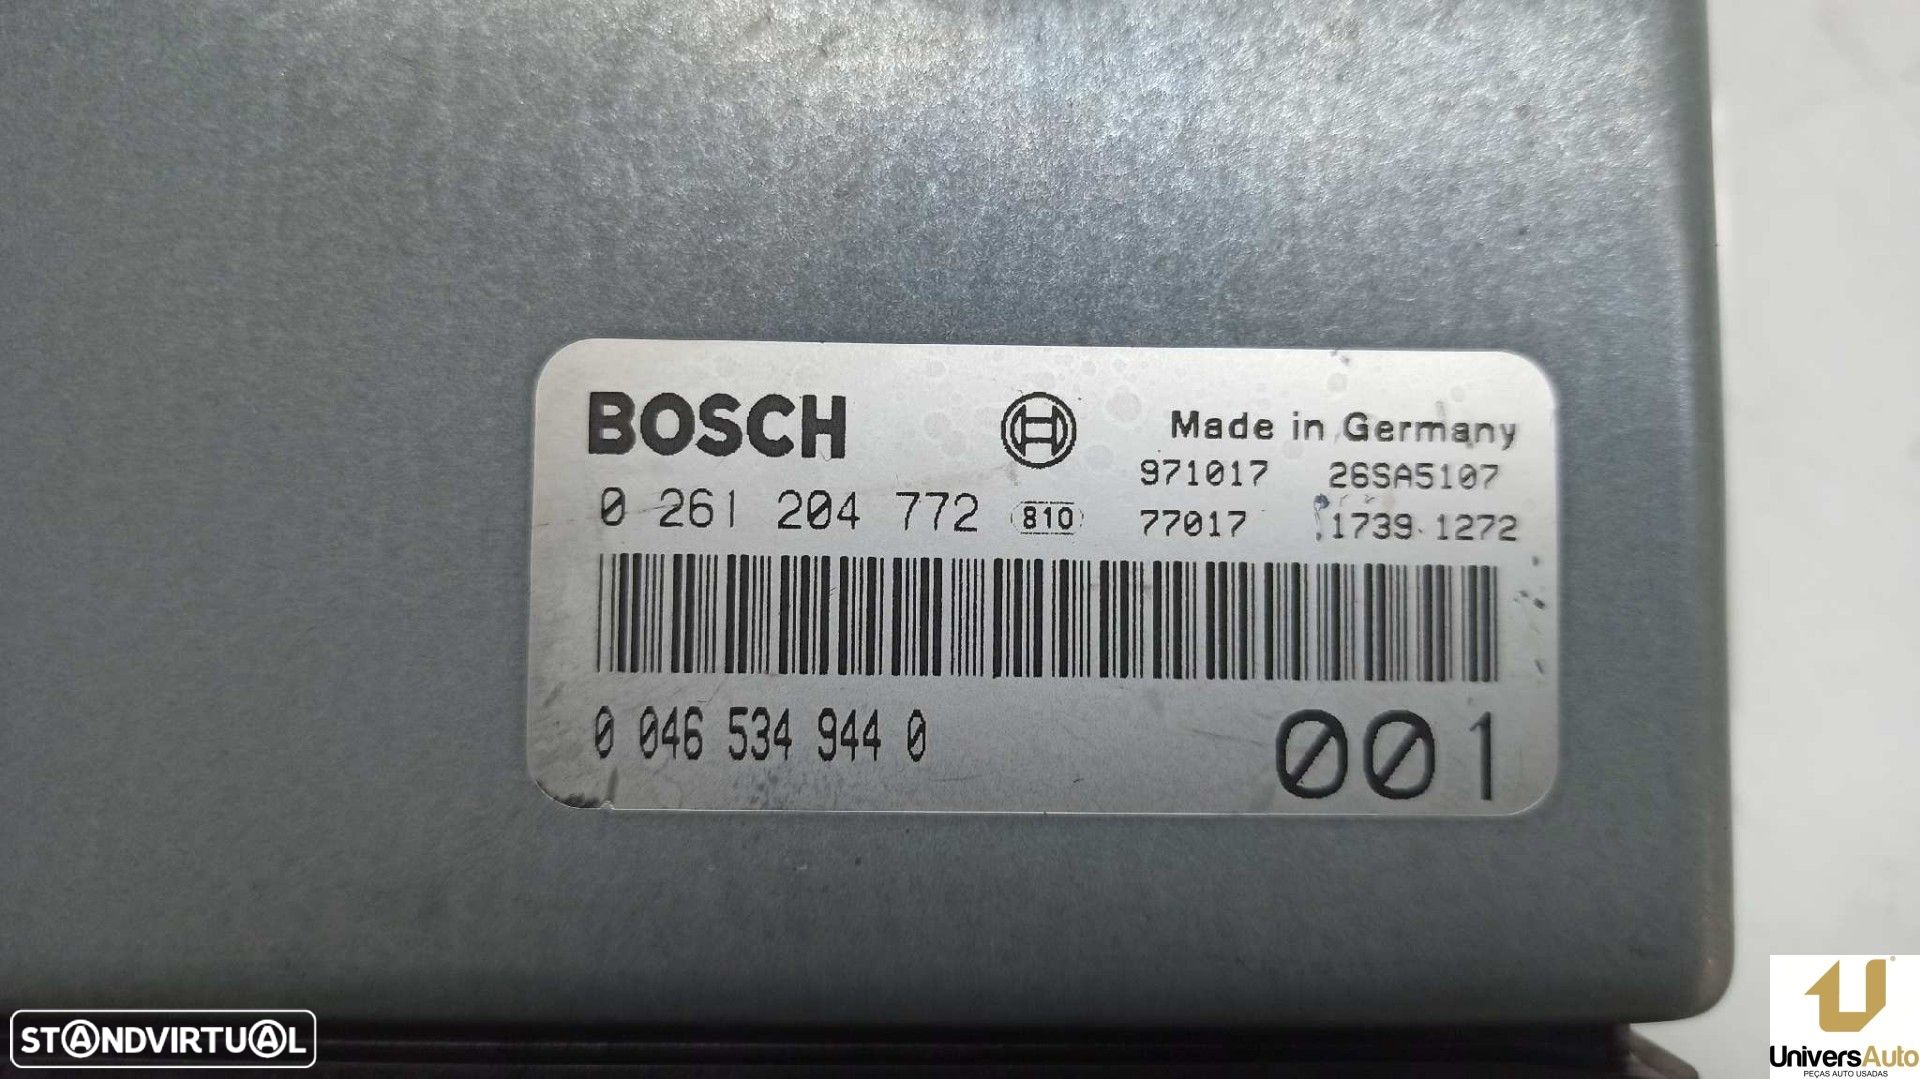 BOSCH
Made in Germany
971017 26SA5107
0 261 204 772 810 77017 1739 1272
0 046 534 944 0
001
STANDVIRTUAL
UniversAuto
PEÇAS AUTO USADAS